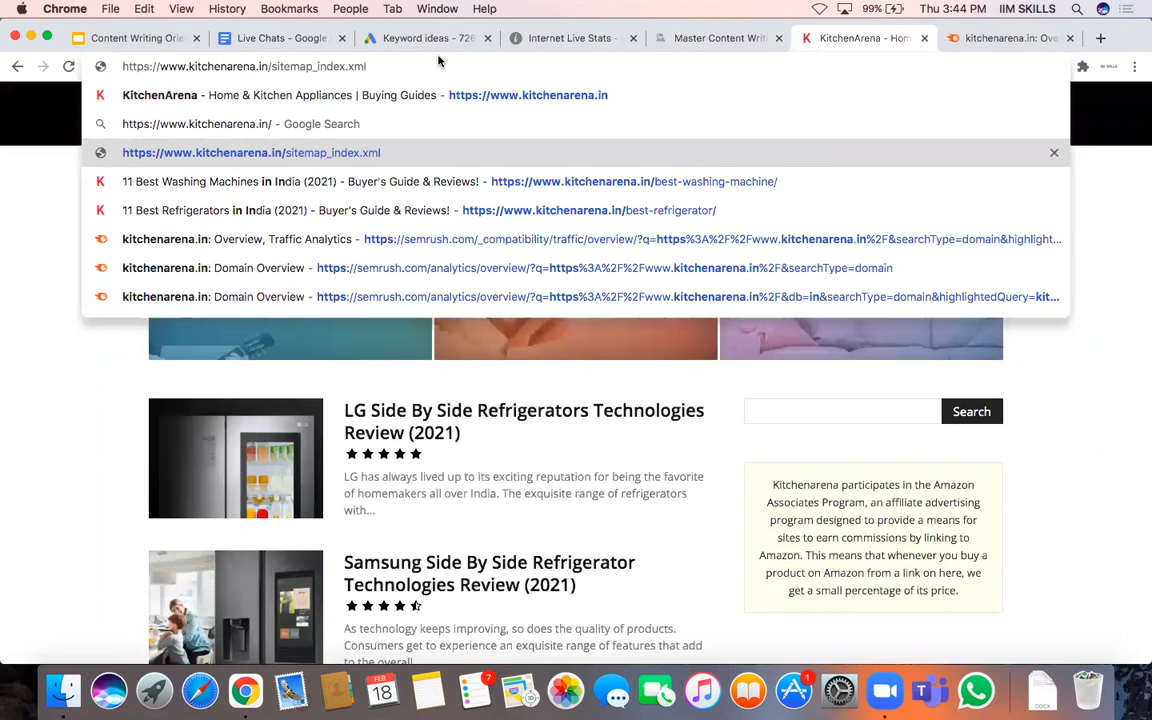 Chrome File Edit View History Bookmarks People Tab Window Help 99% Thu 3:44 PM IIM SKILLS
Content Writing Orie Live Chats - Google Keyword ideas - 726 Internet Live Stats - Master Content Writ KitchenArena - Hom kitchenarena.in: Ove
https://www.kitchenarena.in/sitemap_index.xml
KitchenArena - Home & Kitchen Appliances | Buying Guides - https://www.kitchenarena.in
https://www.kitchenarena.in/ - Google Search
https://www.kitchenarena.in/sitemap_index.xml
11 Best Washing Machines in India (2021) - Buyer's Guide & Reviews! - https://www.kitchenarena.in/best-washing-machine/
11 Best Refrigerators in India (2021) - Buyer's Guide & Reviews! - https://www.kitchenarena.in/best-refrigerator/
kitchenarena.in: Overview, Traffic Analytics - https://semrush.com/_compatibility/traffic/overview/?q=https%3A%2F%2Fwww.kitchenarena.in%2F&searchType=domain&highlight...
kitchenarena.in: Domain Overview - https://semrush.com/analytics/overview/?q=https%3A%2F%2Fwww.kitchenarena.in%2F&searchType=domain
kitchenarena.in: Domain Overview - https://semrush.com/analytics/overview/?q=https%3A%2F%2Fwww.kitchenarena.in%2F&db=in&searchType=domain&highlightedQuery=kit...
LG Side By Side Refrigerators Technologies
Review (2021)
LG has always lived up to its exciting reputation for being the favorite
of homemakers all over India. The exquisite range of refrigerators
with...
Search
Kitchenarena participates in the Amazon
Associates Program, an affiliate advertising
program designed to provide a means for
sites to earn commissions by linking to
Amazon. This means that whenever you buy a
product on Amazon from a link on here, we
get a small percentage of its price.
Samsung Side By Side Refrigerator
Technologies Review (2021)
As technology keeps improving, so does the quality of products.
Consumers get to experience an exquisite range of features that add
to the overall
7
FEB
18
1
DOCX